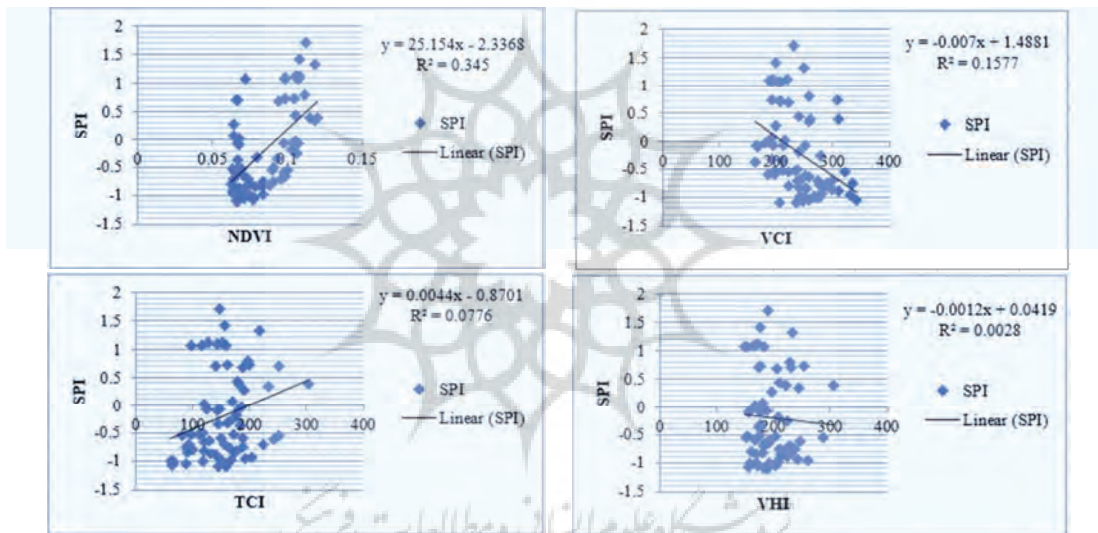 2
1.5
1
0.5
0
-0.5
-1
-1.5
0
0.05
0.1
0.15
SPI
NDVI
y = 25.154x - 2.3368
R² = 0.345
SPI
Linear (SPI)
2
1.5
1
0.5
0
-0.5
-1
-1.5
0
100
200
300
400
SPI
VCI
y = -0.007x + 1.4881
R² = 0.1577
SPI
Linear (SPI)
2
1.5
1
0.5
0
-0.5
-1
-1.5
0
100
200
300
400
SPI
TCI
y = 0.0044x - 0.8701
R² = 0.0776
SPI
Linear (SPI)
2
1.5
1
0.5
0
-0.5
-1
-1.5
0
100
200
300
400
SPI
VHI
y = -0.0012x + 0.0419
R² = 0.0028
SPI
Linear (SPI)